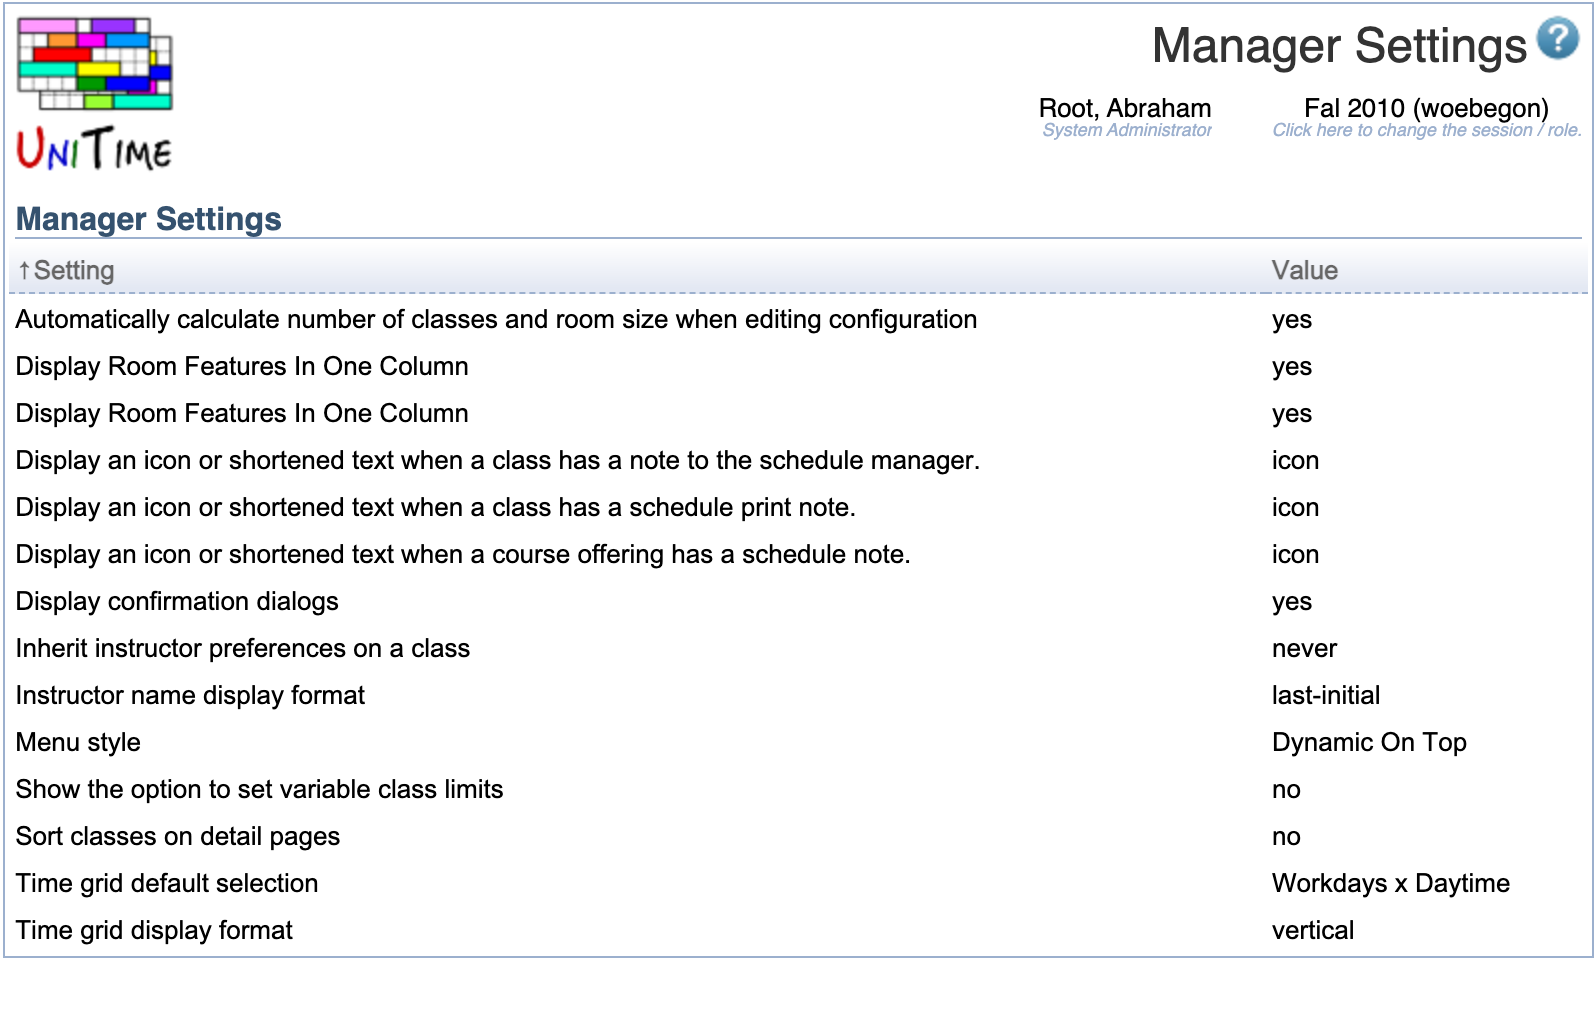 UniTime
Manager Settings
Root, Abraham
System Administrator
Fal 2010 (woebegon)
Click here to change the session / role.
Manager Settings
↑Setting Value
Automatically calculate number of classes and room size when editing configuration yes
Display Room Features In One Column yes
Display Room Features In One Column yes
Display an icon or shortened text when a class has a note to the schedule manager. icon
Display an icon or shortened text when a class has a schedule print note. icon
Display an icon or shortened text when a course offering has a schedule note. icon
Display confirmation dialogs yes
Inherit instructor preferences on a class never
Instructor name display format last-initial
Menu style Dynamic On Top
Show the option to set variable class limits no
Sort classes on detail pages no
Time grid default selection Workdays x Daytime
Time grid display format vertical